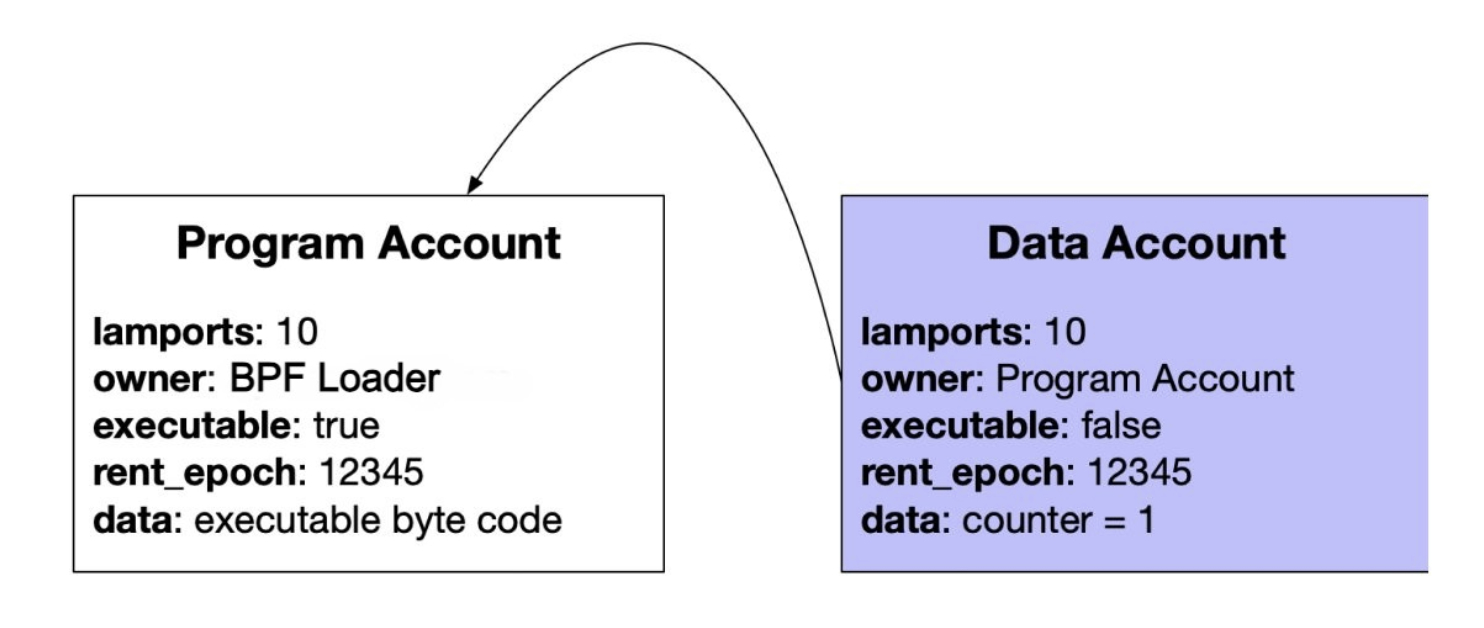 Program Account
lamports: 10
owner: BPF Loader
executable: true
rent_epoch: 12345
data: executable byte code
Data Account
lamports: 10
owner: Program Account
executable: false
rent_epoch: 12345
data: counter = 1